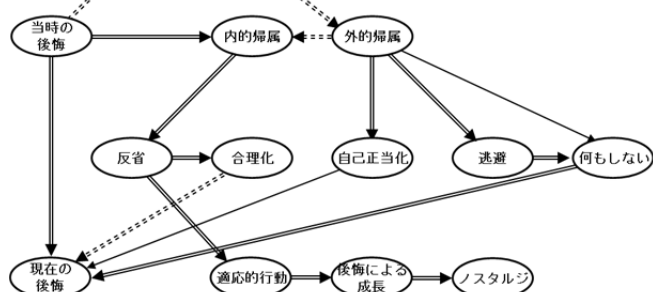 当時の
後悔
内的帰属
外的帰属
反省
合理化
自己正当化
逃避
何もしない
現在の
後悔
適応的行動
後悔による
成長
ノスタルジ